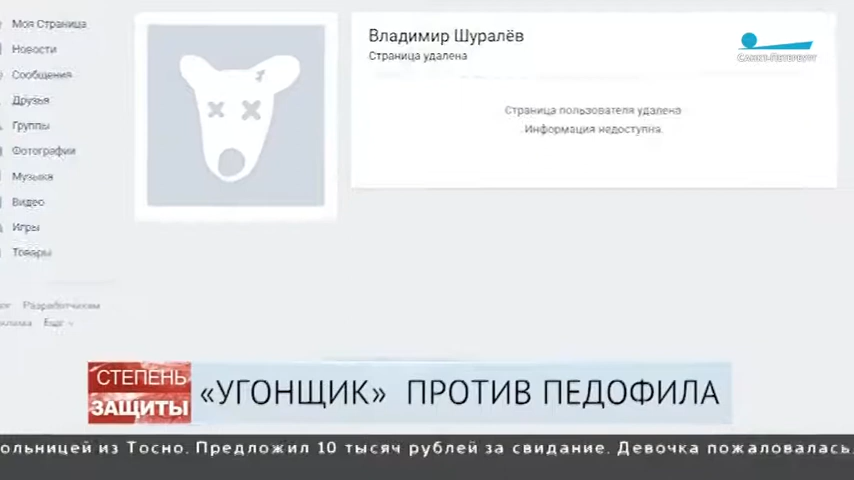 Моя Страница
Новости
Сообщения
Друзья
Группы
Фотографии
Музыка
Видео
Игры
Товары
Разработчикам
Ещё
Владимир Шуралёв
Страница удалена
Страница пользователя удалена
Информация недоступна.
САНКТ-ПЕТЕРБУРГ
СТЕПЕНЬ
ЗАЩИТЫ
«УГОНЩИК» ПРОТИВ ПЕДОФИЛА
ольницей из Тосно. Предложил 10 тысяч рублей за свидание. Девочка пожаловалась.